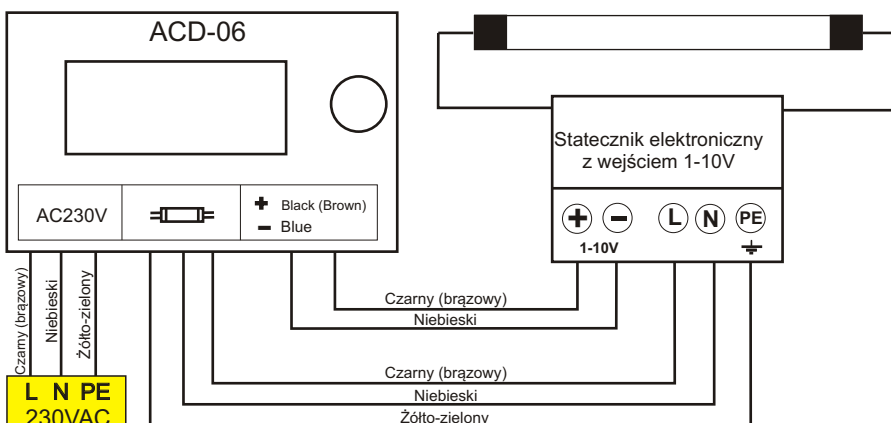 ACD-06
AC230V
+ Black (Brown)
- Blue
Statecznik elektroniczny
z wejściem 1-10V
+ - L N PE
1-10V
Czarny (brązowy)
Niebieski
Żółto-zielony
Czarny (brązowy)
Niebieski
Czarny (brązowy)
Niebieski
Żółto-zielony
L N PE
230VAC